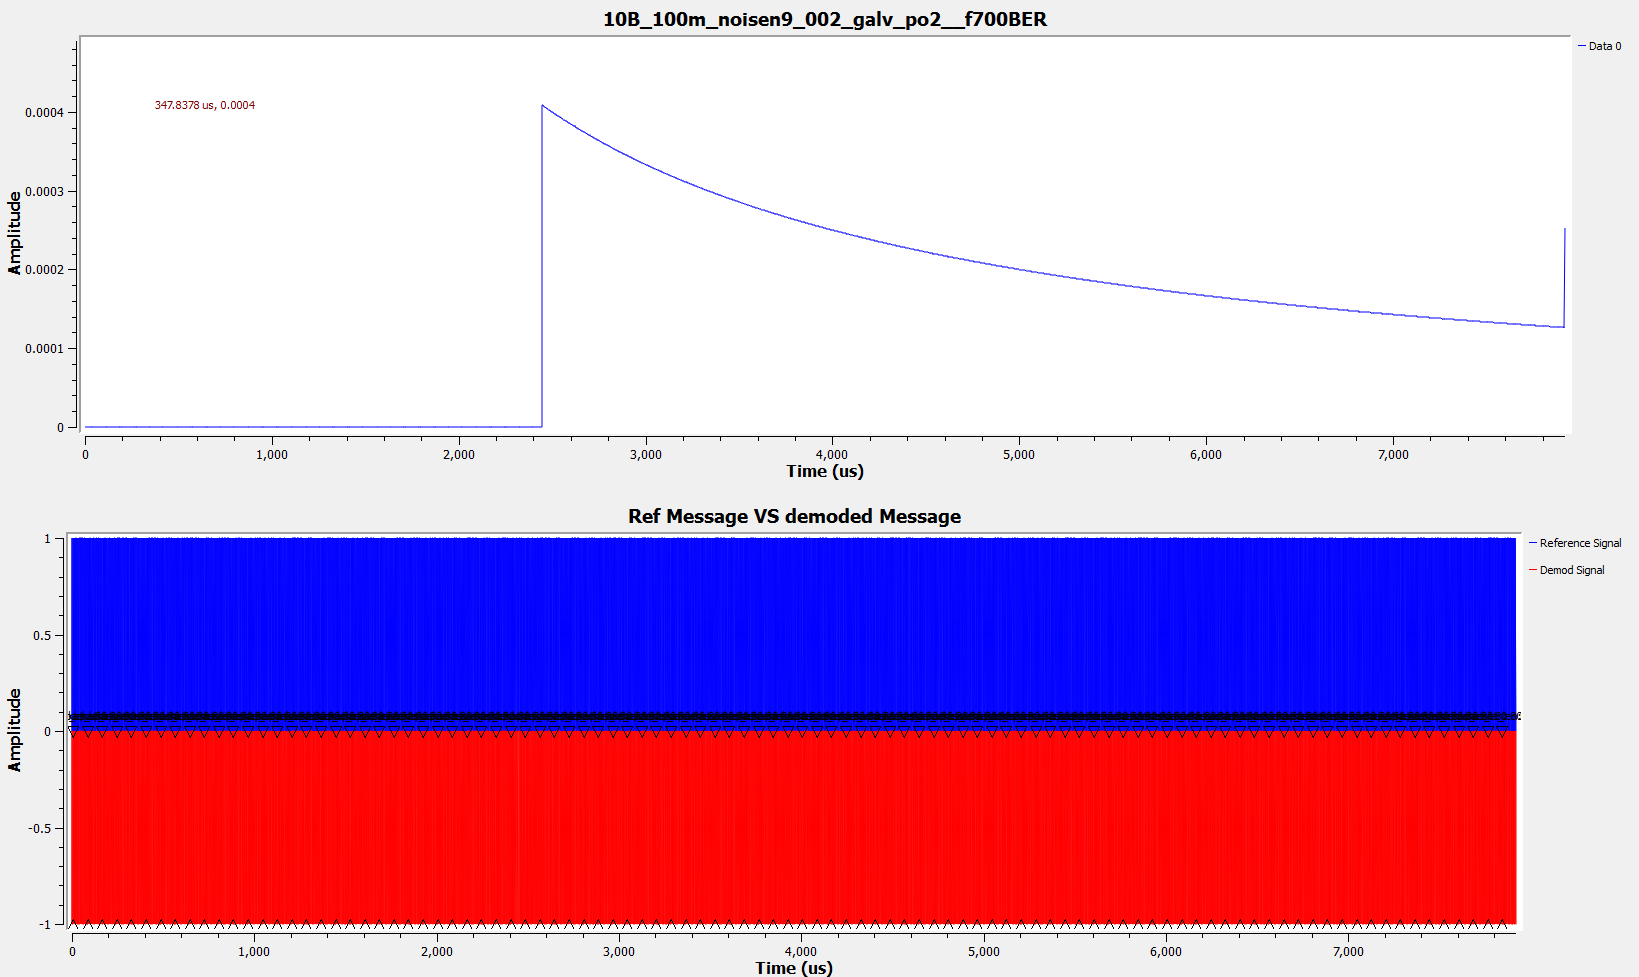 10B_100m_noisen9_002_galv_po2__f700BER
Data 0
347.8378 us, 0.0004
0.0004
0.0003
0.0002
0.0001
0
Amplitude
0 1,000 2,000 3,000 4,000 5,000 6,000 7,000
Time (us)
Ref Message VS demoded Message
Reference Signal
Demod Signal
1
0.5
0
-0.5
-1
Amplitude
0 1,000 2,000 3,000 4,000 5,000 6,000 7,000
Time (us)